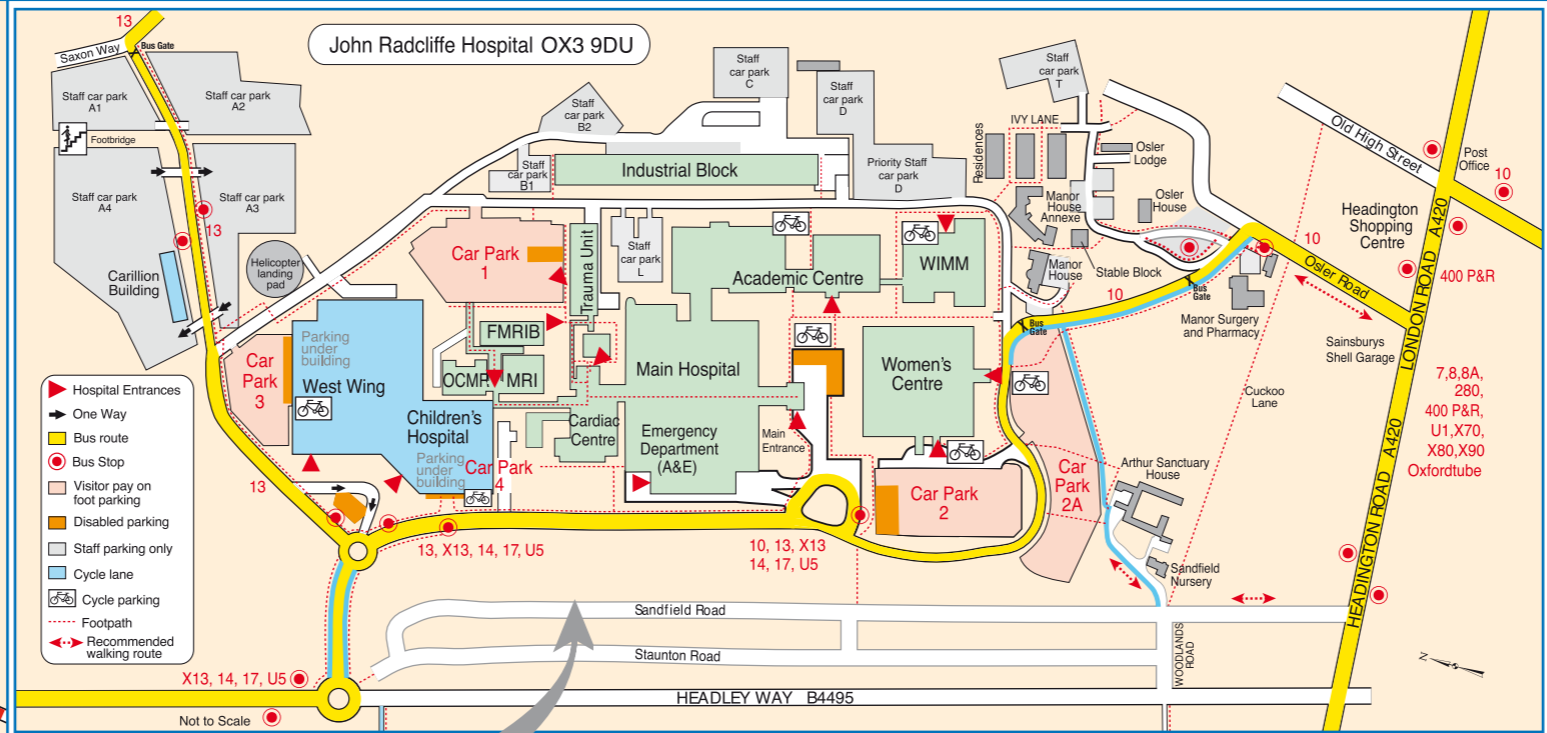 13
Saxon Way
Bus Gate
John Radcliffe Hospital OX3 9DU
Staff car park A1
Staff car park A2
Footbridge
Staff car park A4
Staff car park A3
13
Carillion
Building
Helicopter
landing
pad
Staff
car park
B2
Staff
car park
B1
Staff
car park
C
Staff
car park
D
Industrial Block
Priority Staff
car park
D
Staff
car park
T
Residences
IVY LANE
Osler
Lodge
Manor
House
Annexe
Osler
House
Old High Street
Post
Office
10
Headington
Shopping
Centre
400 P&R
Car Park
1
Trauma Unit
Staff
car park
L
Academic Centre
WIMM
Manor
House
Stable Block
10
Osler Road
Bus
Gate
10
Bus
Gate
Manor Surgery
and Pharmacy
LONDON ROAD A420
Sainsburys
Shell Garage
Cuckoo
Lane
7,8,8A,
280,
400 P&R,
U1,X70,
X80,X90
Oxfordtube
Parking
under
building
West Wing
Car
Park
3
FMRIB
OCMR
MRI
Main Hospital
Women's
Centre
Children's
Hospital
Parking
under
building
Car Park
4
Cardiac
Centre
Emergency
Department
(A&E)
Main
Entrance
Car Park
2
Car
Park
2A
Arthur Sanctuary
House
Sandfield
Nursery
HEADINGTON ROAD A420
13
13, X13, 14, 17, U5
10, 13, X13
14, 17, U5
Hospital Entrances
One Way
Bus route
Bus Stop
Visitor pay on
foot parking
Disabled parking
Staff parking only
Cycle lane
Cycle parking
Footpath
Recommended
walking route
Sandfield Road
Staunton Road
WOODLANDS
ROAD
X13, 14, 17, U5
HEADLEY WAY B4495
Not to Scale
N
S